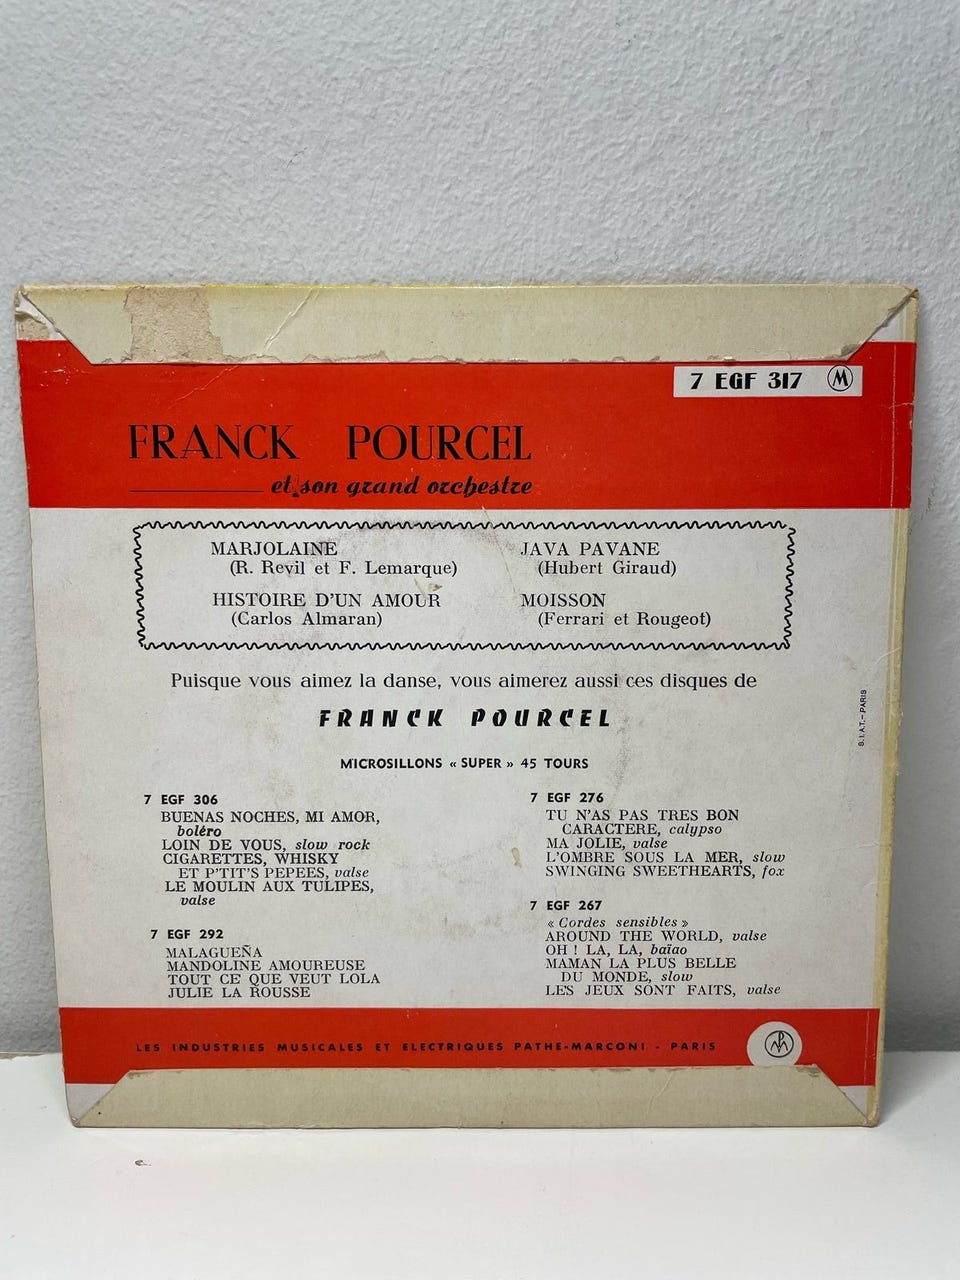 7 EGF 317 M
FRANCK POURCEL
et son grand orchestre
MARJOLAINE
(R. Revil et F. Lemarque)
HISTOIRE D'UN AMOUR
(Carlos Almaran)
JAVA PAVANE
(Hubert Giraud)
MOISSON
(Ferrari et Rougeot)
Puisque vous aimez la danse, vous aimerez aussi ces disques de
FRANCK POURCEL
MICROSILLONS « SUPER » 45 TOURS
7 EGF 306
BUENAS NOCHES, MI AMOR,
boléro
LOIN DE VOUS, slow rock
CIGARETTES, WHISKY
ET P'TIT'S PEPEES, valse
LE MOULIN AUX TULIPES,
valse
7 EGF 292
MALAGUEÑA
MANDOLINE AMOUREUSE
TOUT CE QUE VEUT LOLA
JULIE LA ROUSSE
7 EGF 276
TU N'AS PAS TRES BON
CARACTERE, calypso
MA JOLIE, valse
L'OMBRE SOUS LA MER, slow
SWINGING SWEETHEARTS, fox
7 EGF 267
« Cordes sensibles »
AROUND THE WORLD, valse
OH ! LA, LA, baïao
MAMAN LA PLUS BELLE
DU MONDE, slow
LES JEUX SONT FAITS, valse
S.I.A.T.-PARIS
LES INDUSTRIES MUSICALES ET ELECTRIQUES PATHE-MARCONI - PARIS